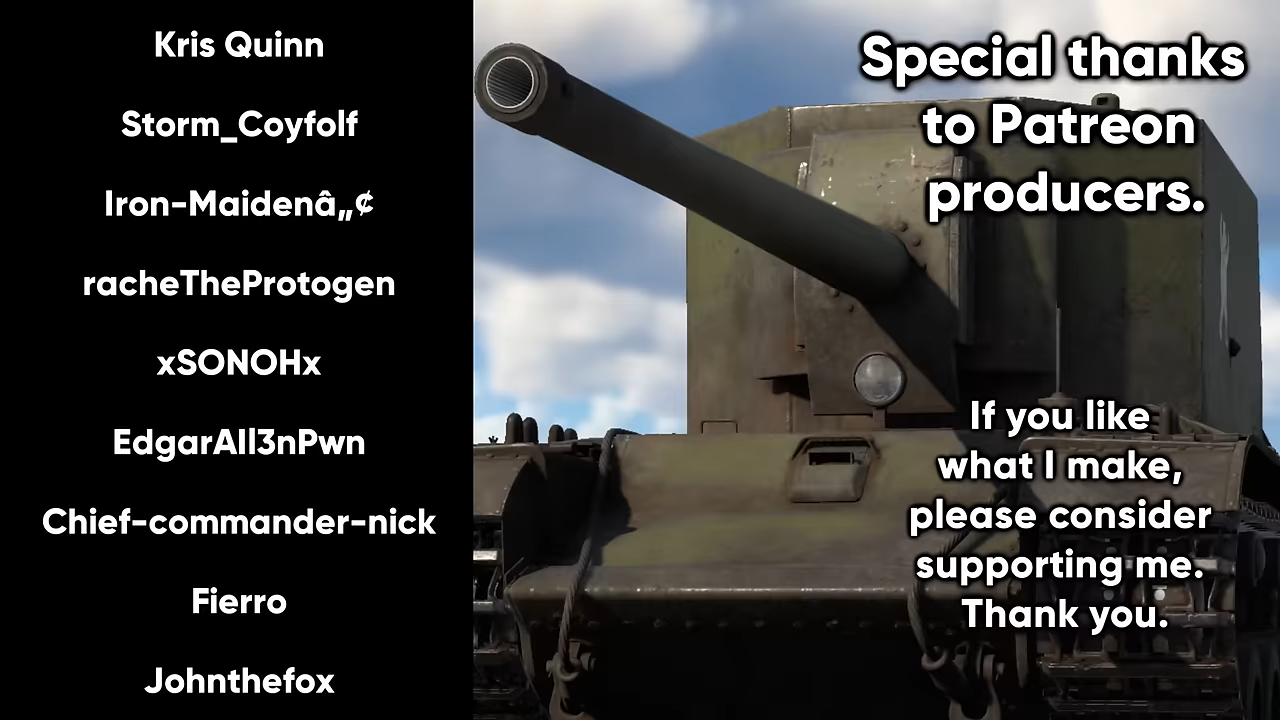 Kris Quinn
Storm_Coyfolf
Iron-Maidenâ„¢
racheTheProtogen
xSONOHx
EdgarAll3nPwn
Chief-commander-nick
Fierro
Johnthefox
Special thanks
to Patreon
producers.
If you like
what I make,
please consider
supporting me.
Thank you.